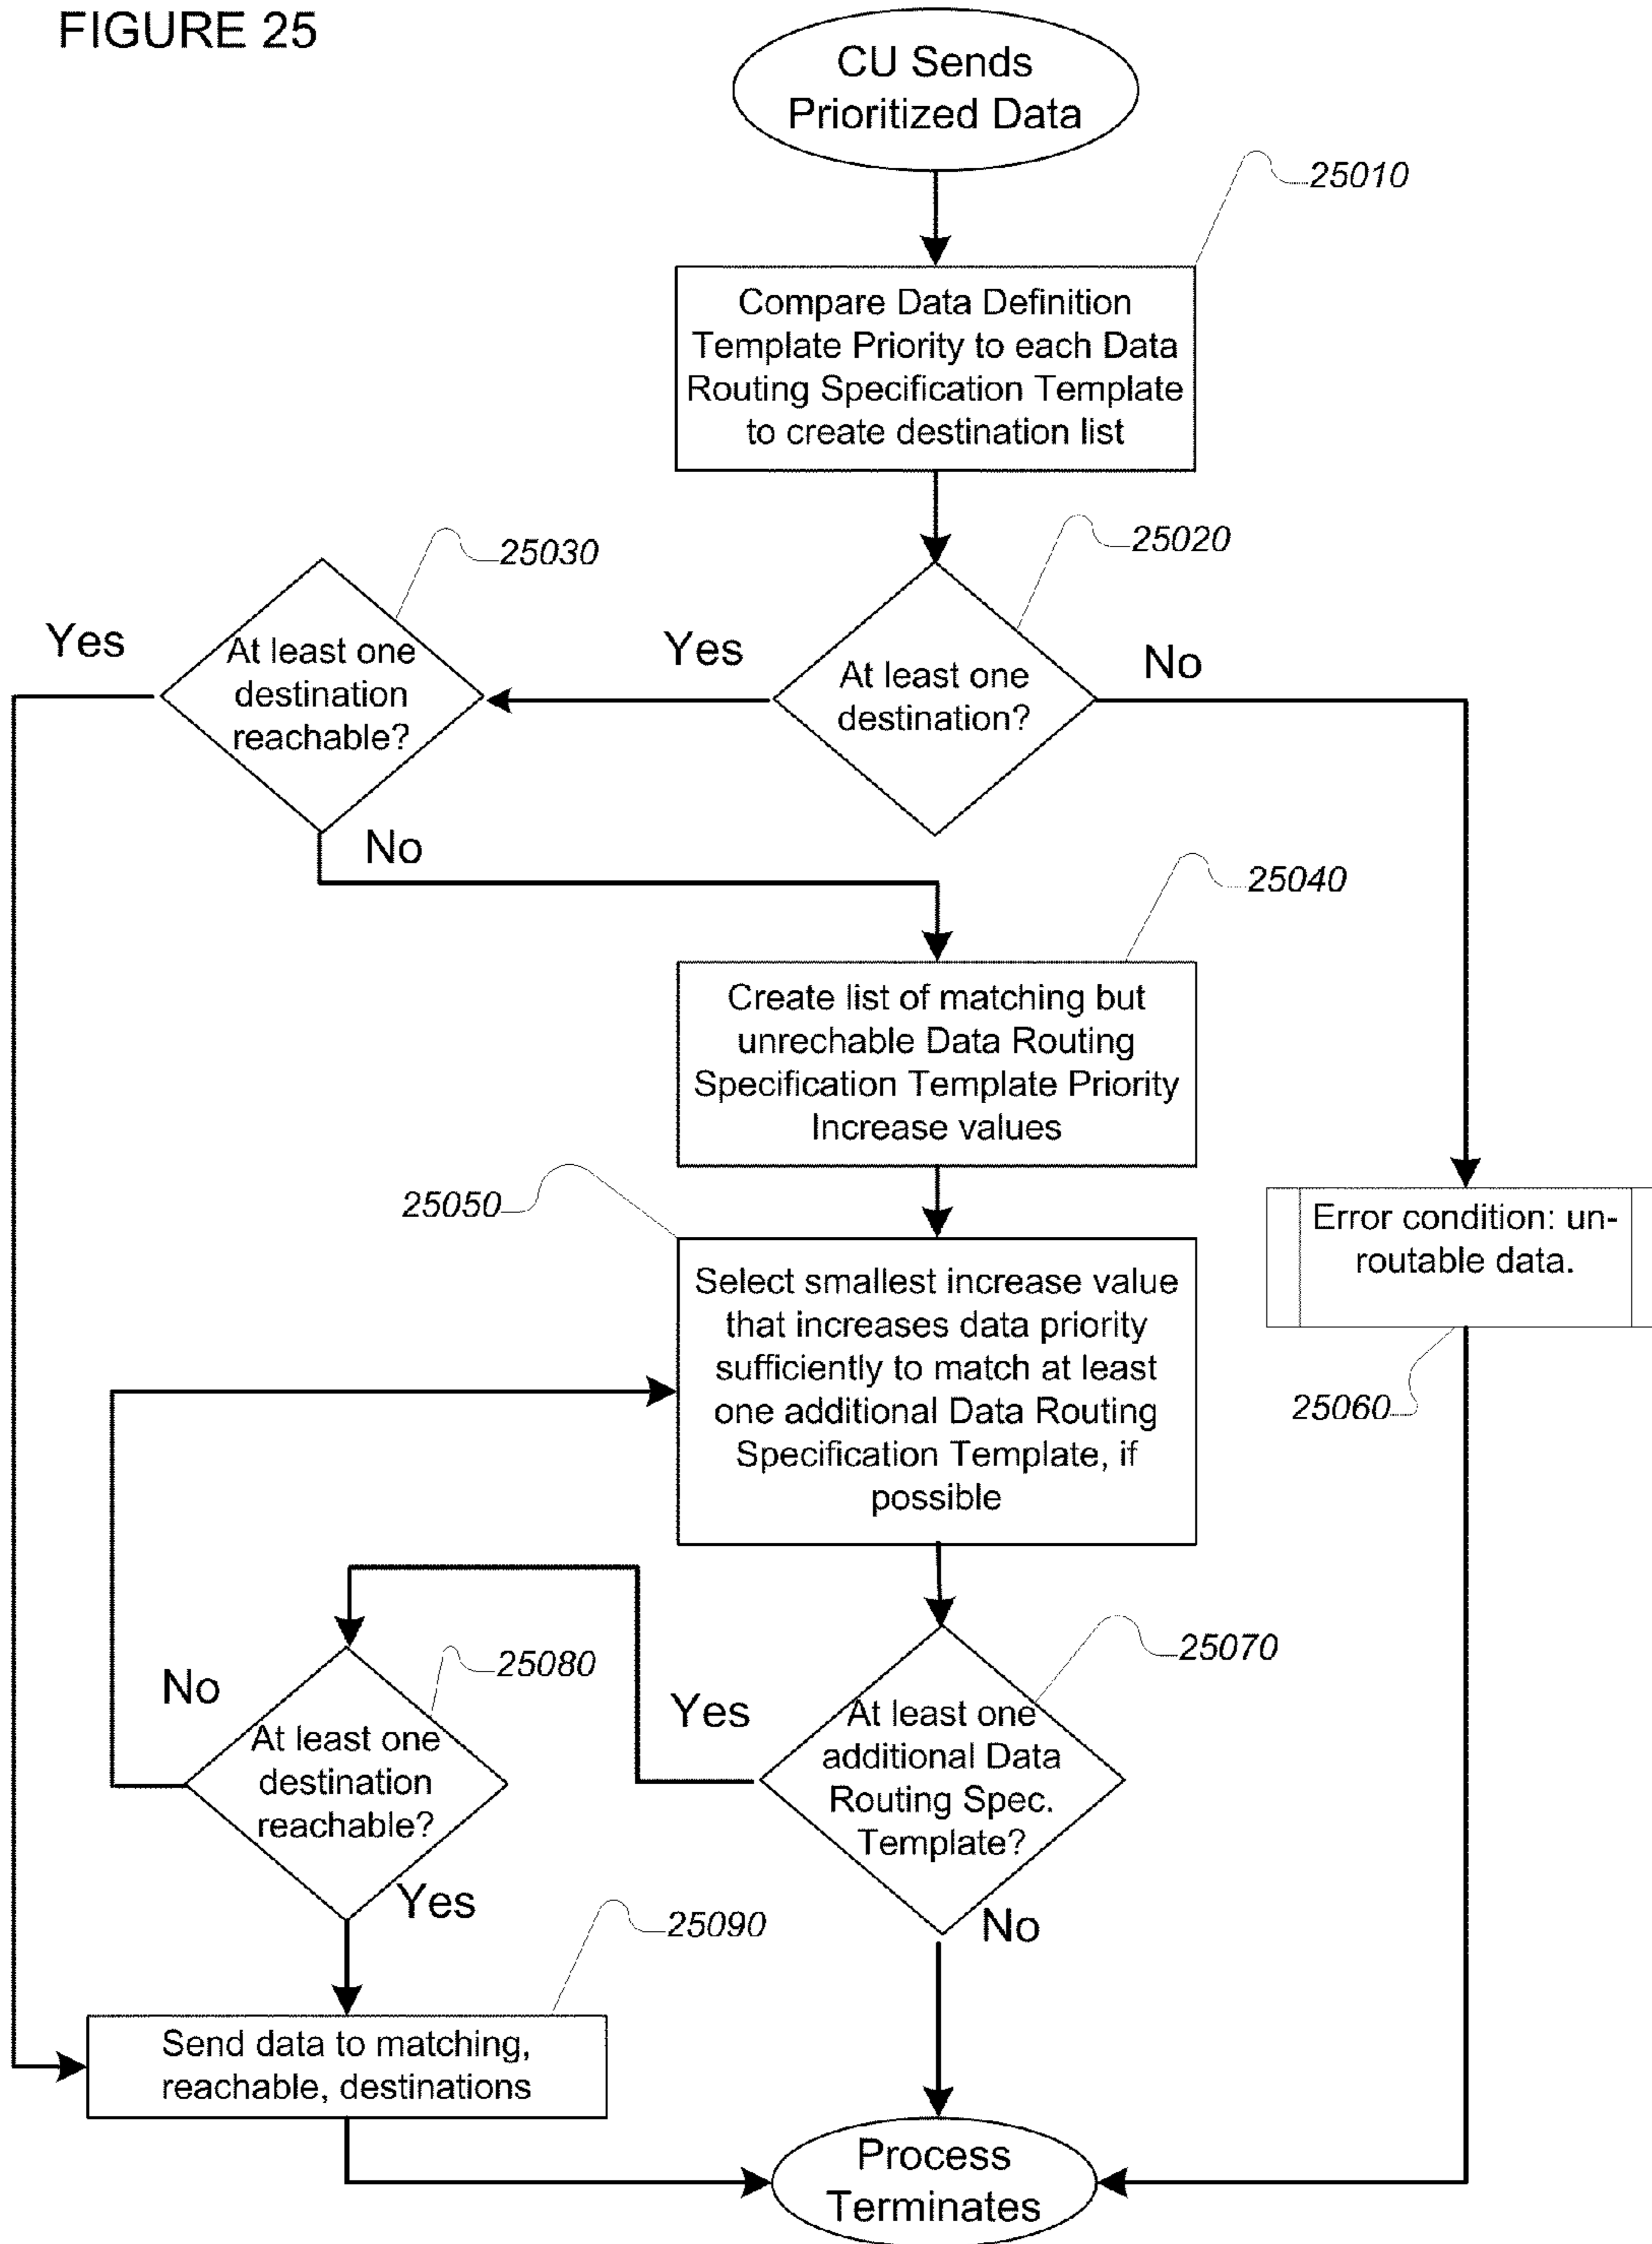 FIGURE 25
CU Sends
Prioritized Data
25010
Compare Data Definition
Template Priority to each Data
Routing Specification Template
to create destination list
25030
25020
Yes
At least one
destination
reachable?
Yes
At least one
destination?
No
No
25040
Create list of matching but
unrechable Data Routing
Specification Template Priority
Increase values
25050
Select smallest increase value
that increases data priority
sufficiently to match at least
one additional Data Routing
Specification Template, if
possible
Error condition: un-
routable data.
25060
25080
25070
No
At least one
destination
reachable?
Yes
Yes
At least one
additional Data
Routing Spec.
Template?
No
25090
Send data to matching,
reachable, destinations
Process
Terminates